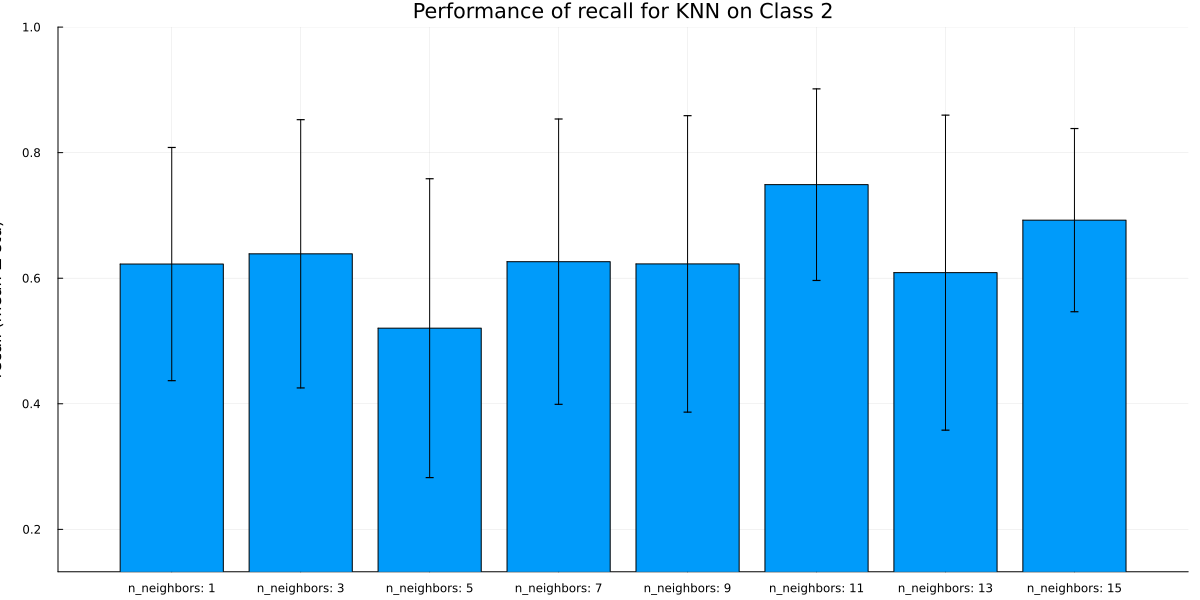 Performance of recall for KNN on Class 2
1.0
0.8
0.6
0.4
0.2
n_neighbors: 1
n_neighbors: 3
n_neighbors: 5
n_neighbors: 7
n_neighbors: 9
n_neighbors: 11
n_neighbors: 13
n_neighbors: 15